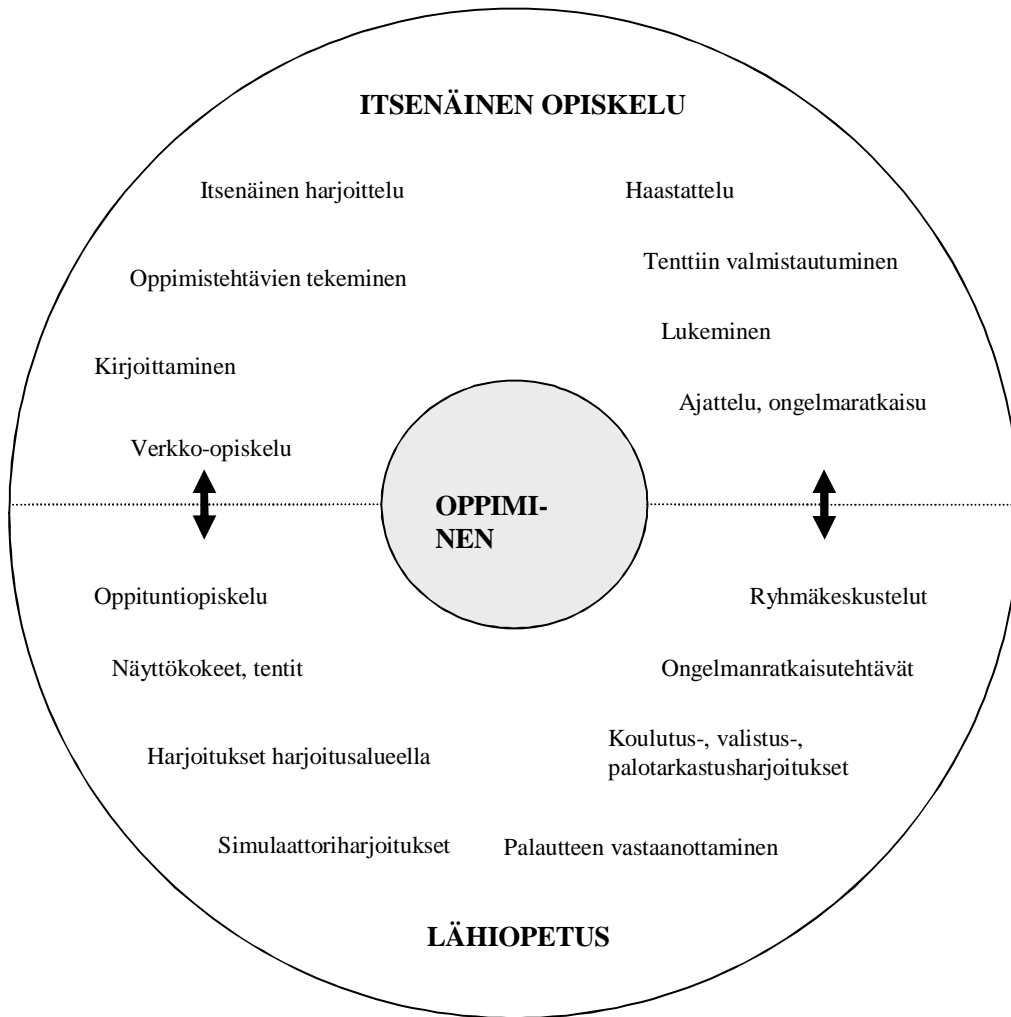 ITSENÄINEN OPISKELU
Itsenäinen harjoittelu
Haastattelu
Oppimistehtävien tekeminen
Tenttiin valmistautuminen
Lukeminen
Kirjoittaminen
Ajattelu, ongelmaratkaisu
Verkko-opiskelu
OPPIMI-
NEN
Oppituntiopiskelu
Ryhmäkeskustelut
Näyttökokeet, tentit
Ongelmanratkaisutehtävät
Harjoitukset harjoitusalueella
Koulutus-, valistus-,
palotarkastusharjoitukset
Simulaattoriharjoitukset
Palautteen vastaanottaminen
LÄHIOPETUS